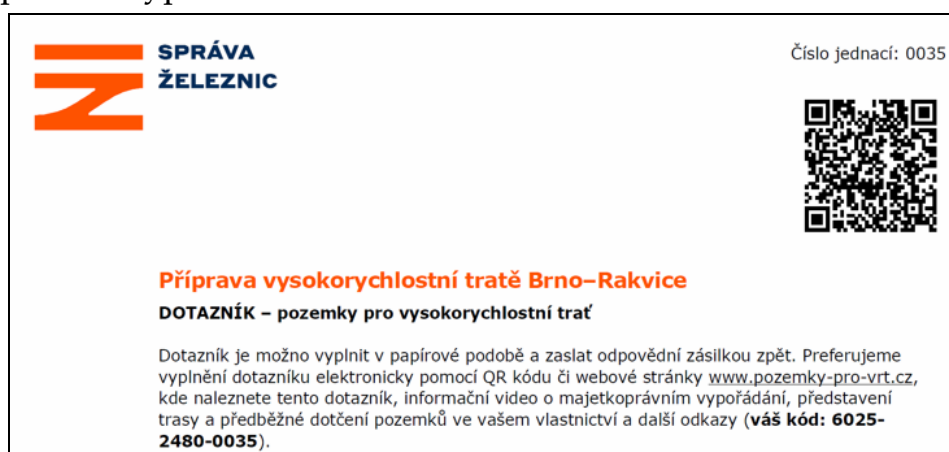 SPRÁVA
ŽELEZNIC
Číslo jednací: 0035
Příprava vysokorychlostní tratě Brno–Rakvice
DOTAZNÍK – pozemky pro vysokorychlostní trať
Dotazník je možno vyplnit v papírové podobě a zaslat odpovědní zásilkou zpět. Preferujeme
vyplnění dotazníku elektronicky pomocí QR kódu či webové stránky www.pozemky-pro-vrt.cz,
kde naleznete tento dotazník, informační video o majetkoprávním vypořádání, představení
trasy a předběžné dotčení pozemků ve vašem vlastnictví a další odkazy (váš kód: 6025-
2480-0035).